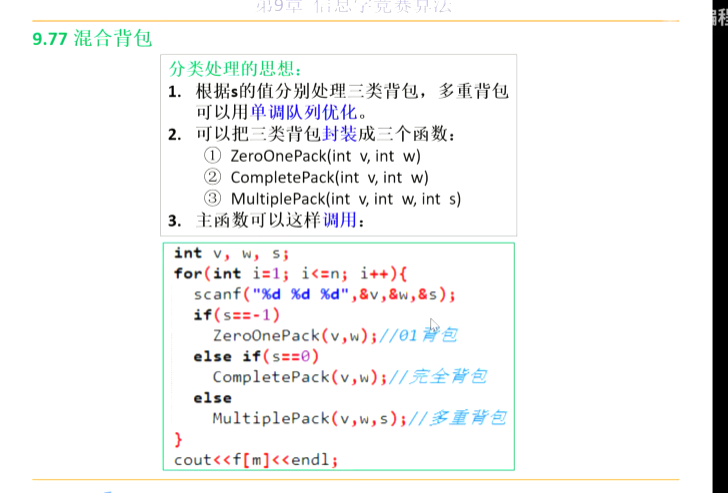 第9章 信息学竞赛算法
9.77 混合背包
分类处理的思想：
1. 根据s的值分别处理三类背包，多重背包
可以用单调队列优化。
2. 可以把三类背包封装成三个函数：
① ZeroOnePack(int v, int w)
② CompletePack(int v, int w)
③ MultiplePack(int v, int w, int s)
3. 主函数可以这样调用：
int v, w, s;
for(int i=1; i<=n; i++){
scanf("%d %d %d",&v,&w,&s);
if(s==-1)
ZeroOnePack(v,w);//01背包
else if(s==0)
CompletePack(v,w);//完全背包
else
MultiplePack(v,w,s);//多重背包
}
cout<<f[m]<<endl;